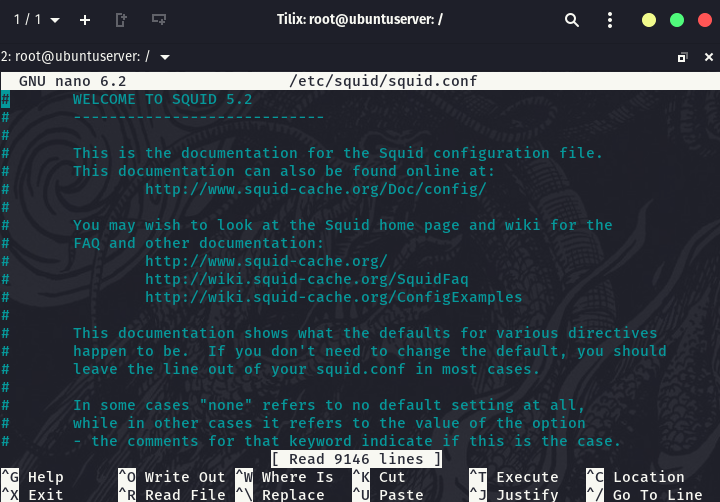 1 / 1
Tilix: root@ubuntuserver: /
2: root@ubuntuserver: /
GNU nano 6.2 /etc/squid/squid.conf
# WELCOME TO SQUID 5.2
# ----------------------------
#
# This is the documentation for the Squid configuration file.
# This documentation can also be found online at:
# http://www.squid-cache.org/Doc/config/
#
# You may wish to look at the Squid home page and wiki for the
# FAQ and other documentation:
# http://www.squid-cache.org/
# http://wiki.squid-cache.org/SquidFaq
# http://wiki.squid-cache.org/ConfigExamples
#
# This documentation shows what the defaults for various directives
# happen to be.  If you don't need to change the default, you should
# leave the line out of your squid.conf in most cases.
#
# In some cases "none" refers to no default setting at all,
# while in other cases it refers to the value of the option
# - the comments for that keyword indicate if this is the case.
[ Read 9146 lines ]
^G Help ^O Write Out ^W Where Is ^K Cut ^T Execute ^C Location
^X Exit ^R Read File ^\ Replace ^U Paste ^J Justify ^/ Go To Line